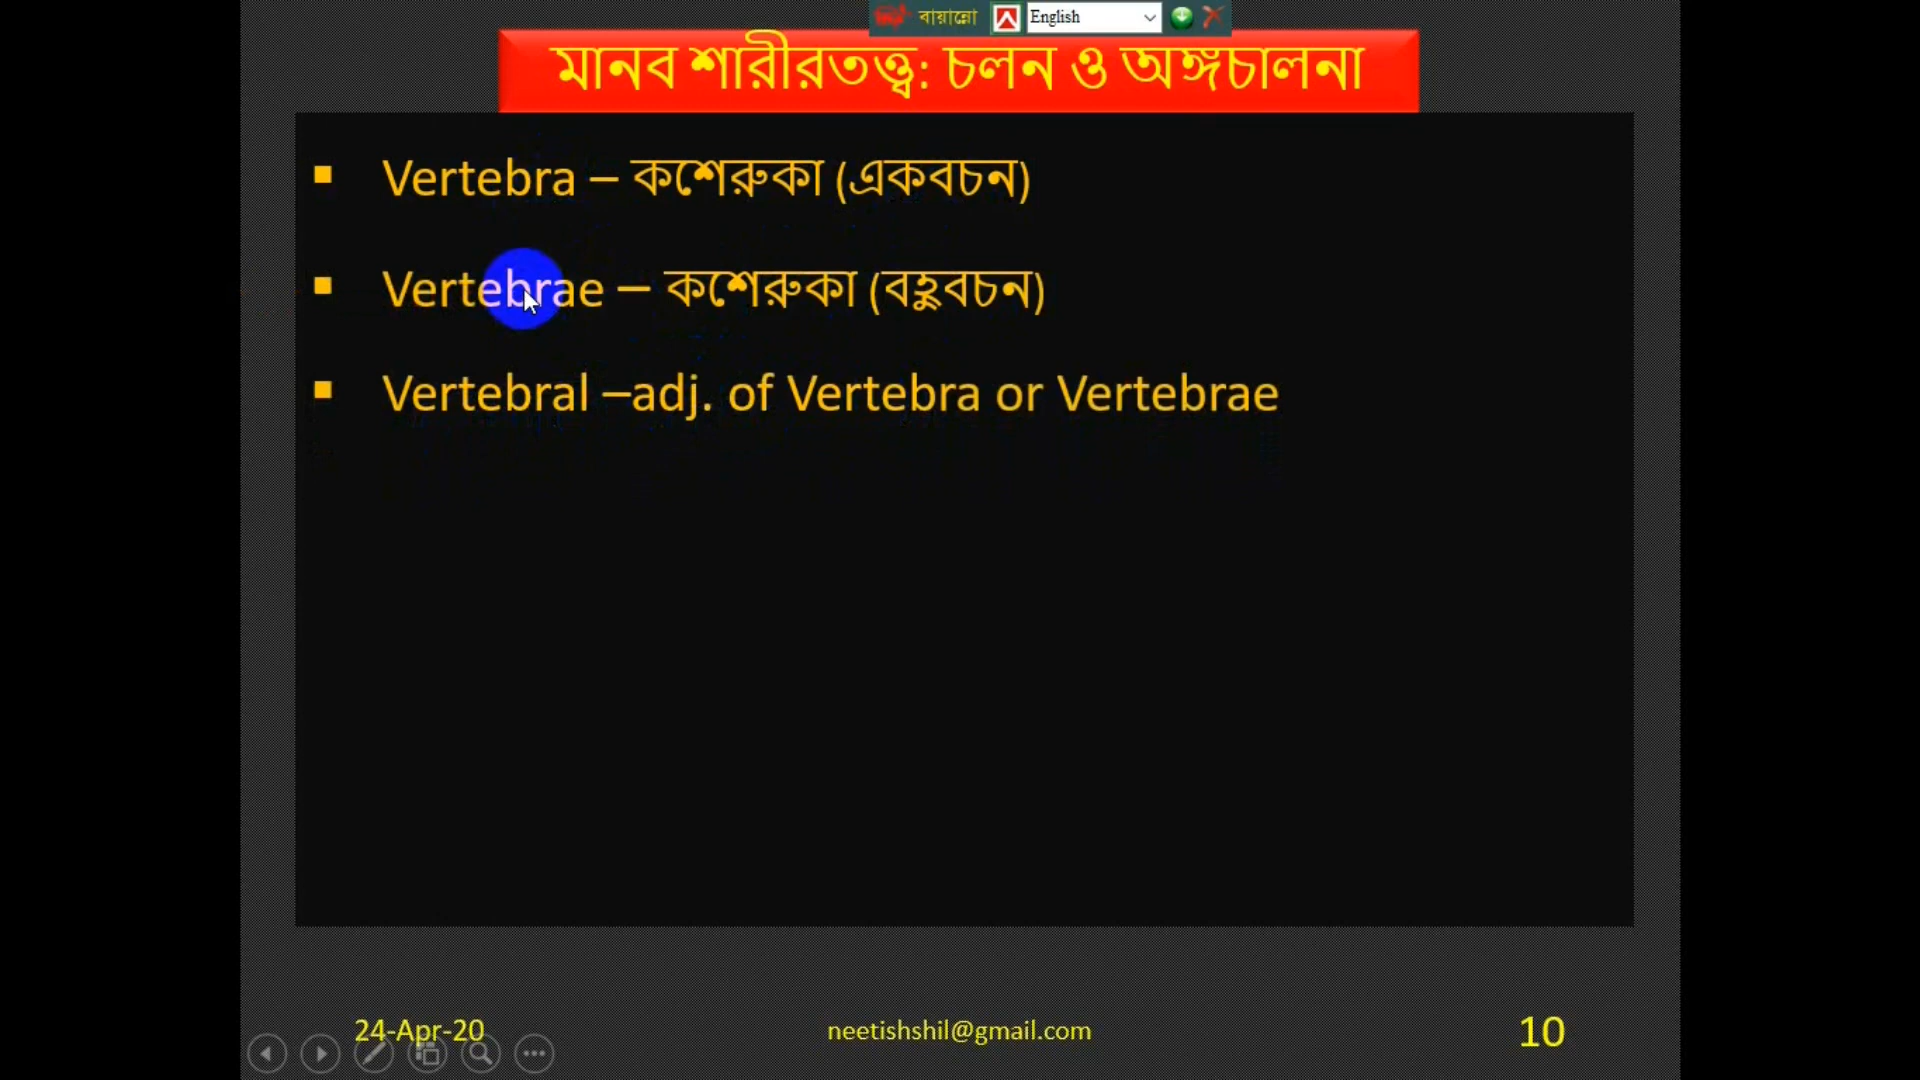 বায়ান্নো English
মানব শারীরতত্ত্ব: চলন ও অঙ্গচালনা
▪ Vertebra – কশেরুকা (একবচন)
▪ Vertebrae – কশেরুকা (বহুবচন)
▪ Vertebral –adj. of Vertebra or Vertebrae
24-Apr-20 neetishshil@gmail.com 10